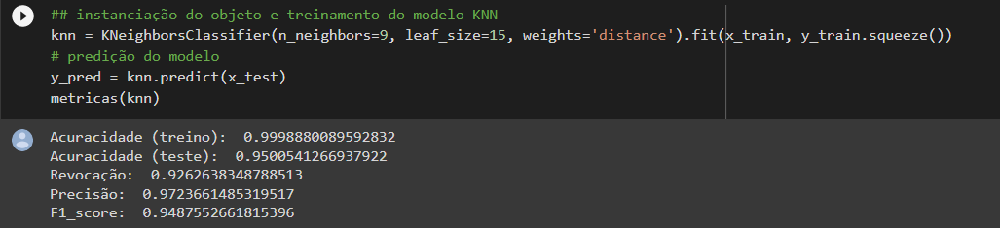 ## instanciação do objeto e treinamento do modelo KNN
knn = KNeighborsClassifier(n_neighbors=9, leaf_size=15, weights='distance').fit(x_train, y_train.squeeze())
# predição do modelo
y_pred = knn.predict(x_test)
metricas(knn)
Acuracidade (treino):  0.9998880089592832
Acuracidade (teste):  0.9500541266937922
Revocação:  0.9262638348788513
Precisão:  0.9723661485319517
F1_score:  0.9487552661815396